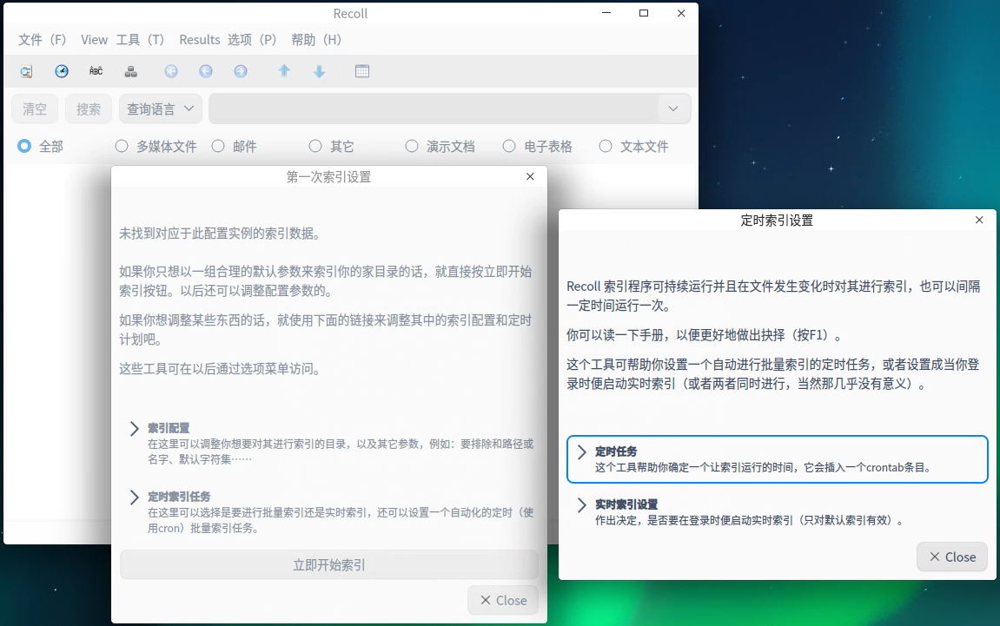 Recoll
文件（F） View 工具（T） Results 选项（P） 帮助（H）
ABC
清空 搜索 查询语言
全部 多媒体文件 邮件 其它 演示文档 电子表格 文本文件
第一次索引设置
未找到对应于此配置实例的索引数据。
如果你只想以一组合理的默认参数来索引你的家目录的话，就直接按立即开始
索引按钮。以后还可以调整配置参数的。
如果你想调整某些东西的话，就使用下面的链接来调整其中的索引配置和定时
计划吧。
这些工具可在以后通过选项菜单访问。
索引配置
在这里可以调整你想要对其进行索引的目录，以及其它参数，例如：要排除和路径或
名字、默认字符集……
定时索引任务
在这里可以选择是要进行批量索引还是实时索引，还可以设置一个自动化的定时（使
用cron）批量索引任务。
立即开始索引
Close
定时索引设置
Recoll 索引程序可持续运行并且在文件发生变化时对其进行索引，也可以间隔
一定时间运行一次。
你可以读一下手册，以便更好地做出抉择（按F1）。
这个工具可帮助你设置一个自动进行批量索引的定时任务，或者设置成当你登
录时便启动实时索引（或者两者同时进行，当然那几乎没有意义）。
定时任务
这个工具帮助你确定一个让索引运行的时间，它会插入一个crontab条目。
实时索引设置
作出决定，是否要在登录时便启动实时索引（只对默认索引有效）。
Close